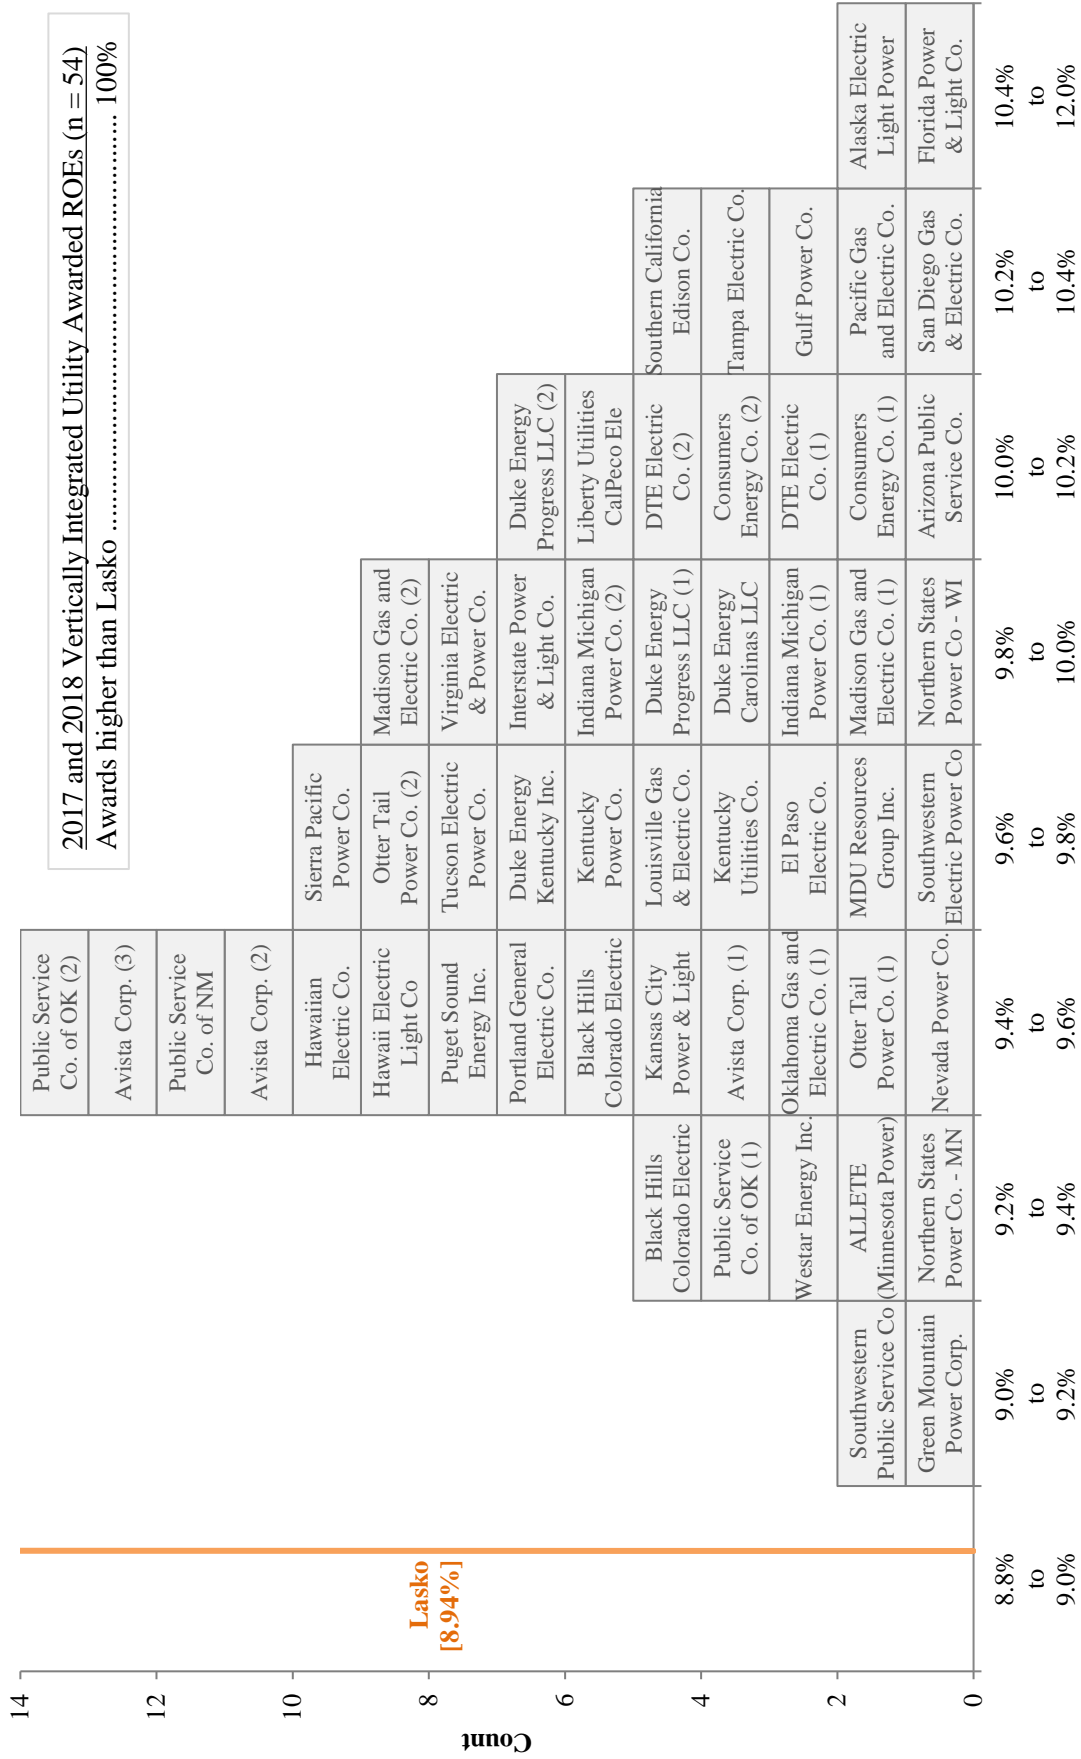 2017 and 2018 Vertically Integrated Utility Awarded ROEs (n = 54)
Awards higher than Lasko ........................................................ 100%
Count
14
12
10
8
6
4
2
0
Lasko
[8.94%]
Southwestern
Public Service Co
Green Mountain
Power Corp.
Black Hills
Colorado Electric
Public Service
Co. of OK (1)
Westar Energy Inc.
ALLETE
(Minnesota Power)
Northern States
Power Co. - MN
Public Service
Co. of OK (2)
Avista Corp. (3)
Public Service
Co. of NM
Avista Corp. (2)
Hawaiian
Electric Co.
Hawaii Electric
Light Co
Puget Sound
Energy Inc.
Portland General
Electric Co.
Black Hills
Colorado Electric
Kansas City
Power & Light
Avista Corp. (1)
Oklahoma Gas and
Electric Co. (1)
Otter Tail
Power Co. (1)
Nevada Power Co.
Sierra Pacific
Power Co.
Otter Tail
Power Co. (2)
Tucson Electric
Power Co.
Duke Energy
Kentucky Inc.
Kentucky
Power Co.
Louisville Gas
& Electric Co.
Kentucky
Utilities Co.
El Paso
Electric Co.
MDU Resources
Group Inc.
Southwestern
Electric Power Co
Madison Gas and
Electric Co. (2)
Virginia Electric
& Power Co.
Interstate Power
& Light Co.
Indiana Michigan
Power Co. (2)
Duke Energy
Progress LLC (1)
Duke Energy
Carolinas LLC
Indiana Michigan
Power Co. (1)
Madison Gas and
Electric Co. (1)
Northern States
Power Co - WI
Duke Energy
Progress LLC (2)
Liberty Utilities
CalPeco Ele
DTE Electric
Co. (2)
Consumers
Energy Co. (2)
DTE Electric
Co. (1)
Consumers
Energy Co. (1)
Arizona Public
Service Co.
Southern California
Edison Co.
Tampa Electric Co.
Gulf Power Co.
Pacific Gas
and Electric Co.
San Diego Gas
& Electric Co.
Alaska Electric
Light Power
Florida Power
& Light Co.
8.8%
to
9.0%
9.0%
to
9.2%
9.2%
to
9.4%
9.4%
to
9.6%
9.6%
to
9.8%
9.8%
to
10.0%
10.0%
to
10.2%
10.2%
to
10.4%
10.4%
to
12.0%